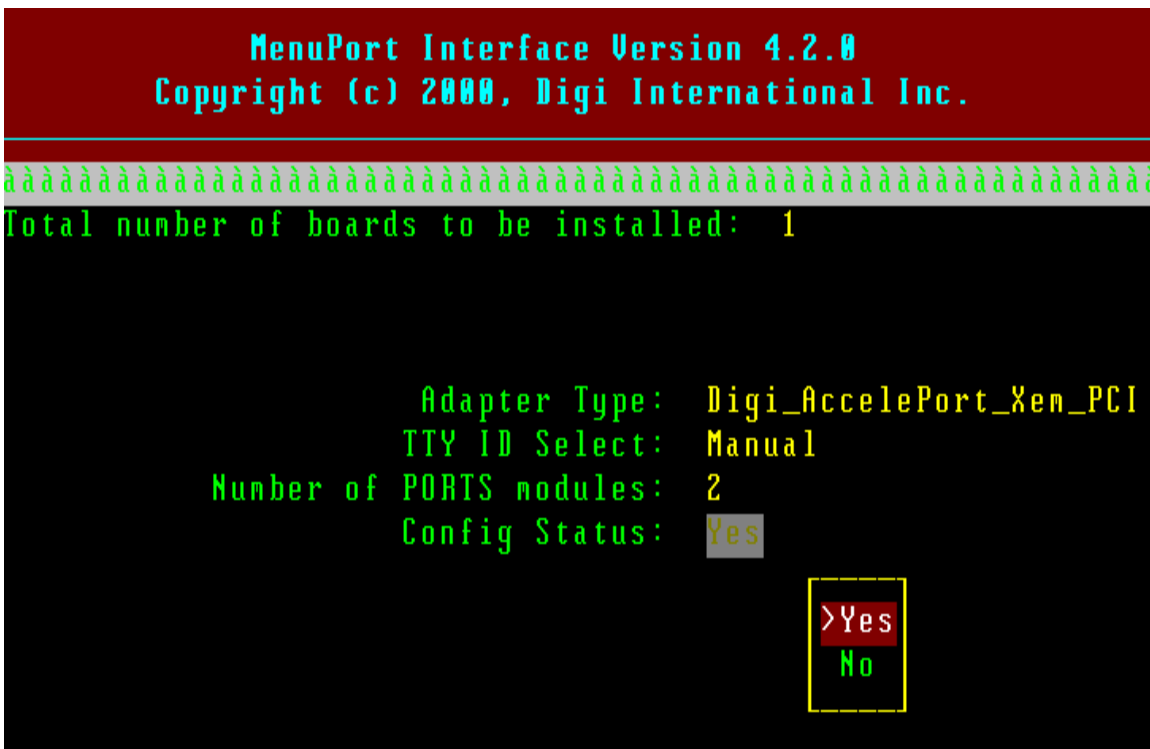 MenuPort Interface Version 4.2.0
Copyright (c) 2000, Digi International Inc.
àààààààààààààààààààààààààààààààààààààààààààààààààààààààààààààà
Total number of boards to be installed: 1
Adapter Type: Digi_AccelePort_Xem_PCI
TTY ID Select: Manual
Number of PORTS modules: 2
Config Status: Yes
>Yes
No